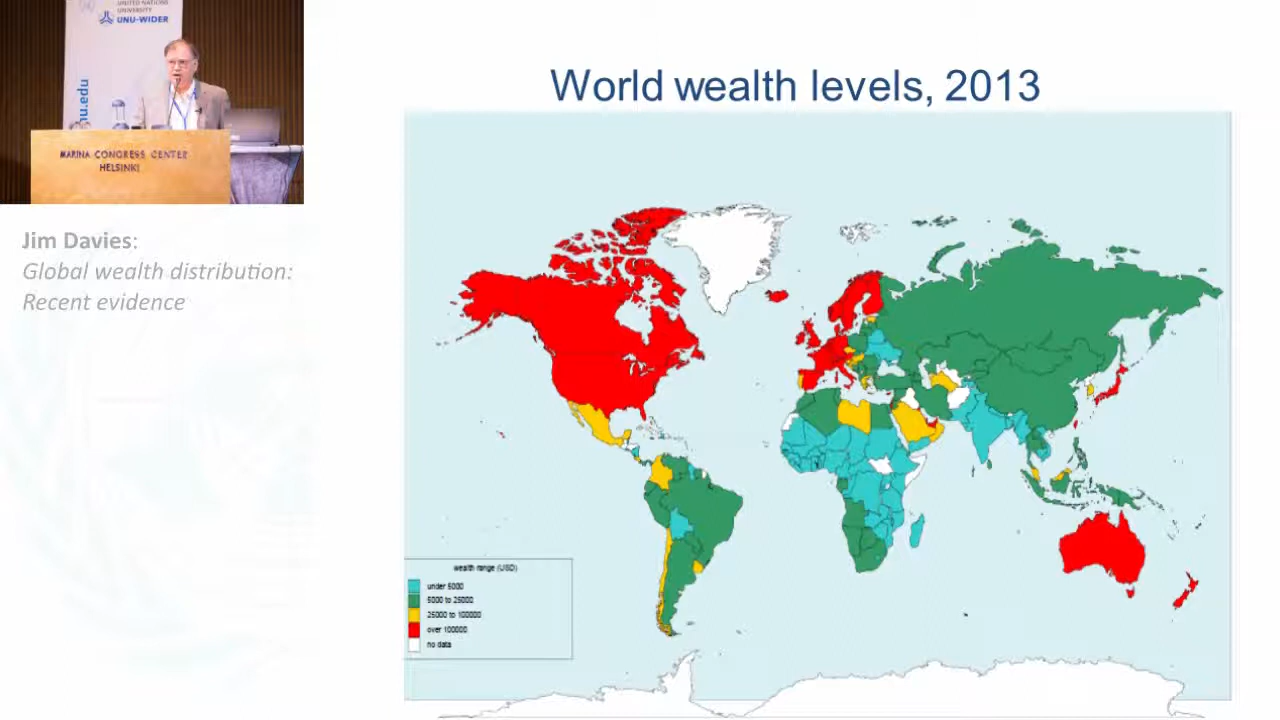 UNITED NATIONS
UNIVERSITY
UNU-WIDER
nu.edu
MARINA CONGRESS CENTER
HELSINKI
Jim Davies:
Global wealth distribution:
Recent evidence
World wealth levels, 2013
wealth range (USD)
under 5000
5000 to 25000
25000 to 100000
over 100000
no data